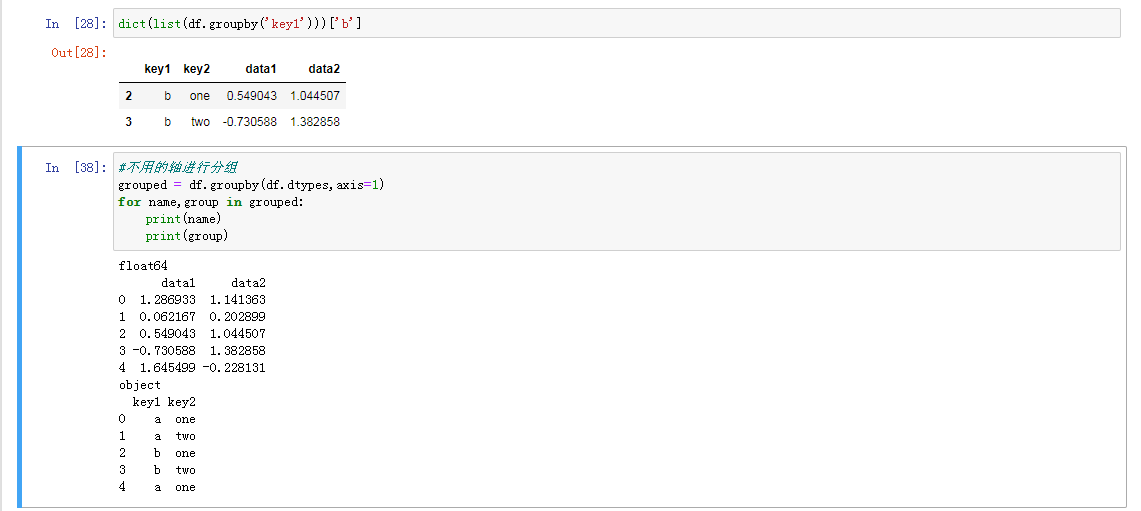 In [28]: dict(list(df.groupby('key1')))['b']
Out[28]:
key1 key2 data1 data2
2 b one 0.549043 1.044507
3 b two -0.730588 1.382858
In [38]: #不用的轴进行分组
grouped = df.groupby(df.dtypes,axis=1)
for name,group in grouped:
    print(name)
    print(group)
float64
data1 data2
0 1.286933 1.141363
1 0.062167 0.202899
2 0.549043 1.044507
3 -0.730588 1.382858
4 1.645499 -0.228131
object
key1 key2
0 a one
1 a two
2 b one
3 b two
4 a one